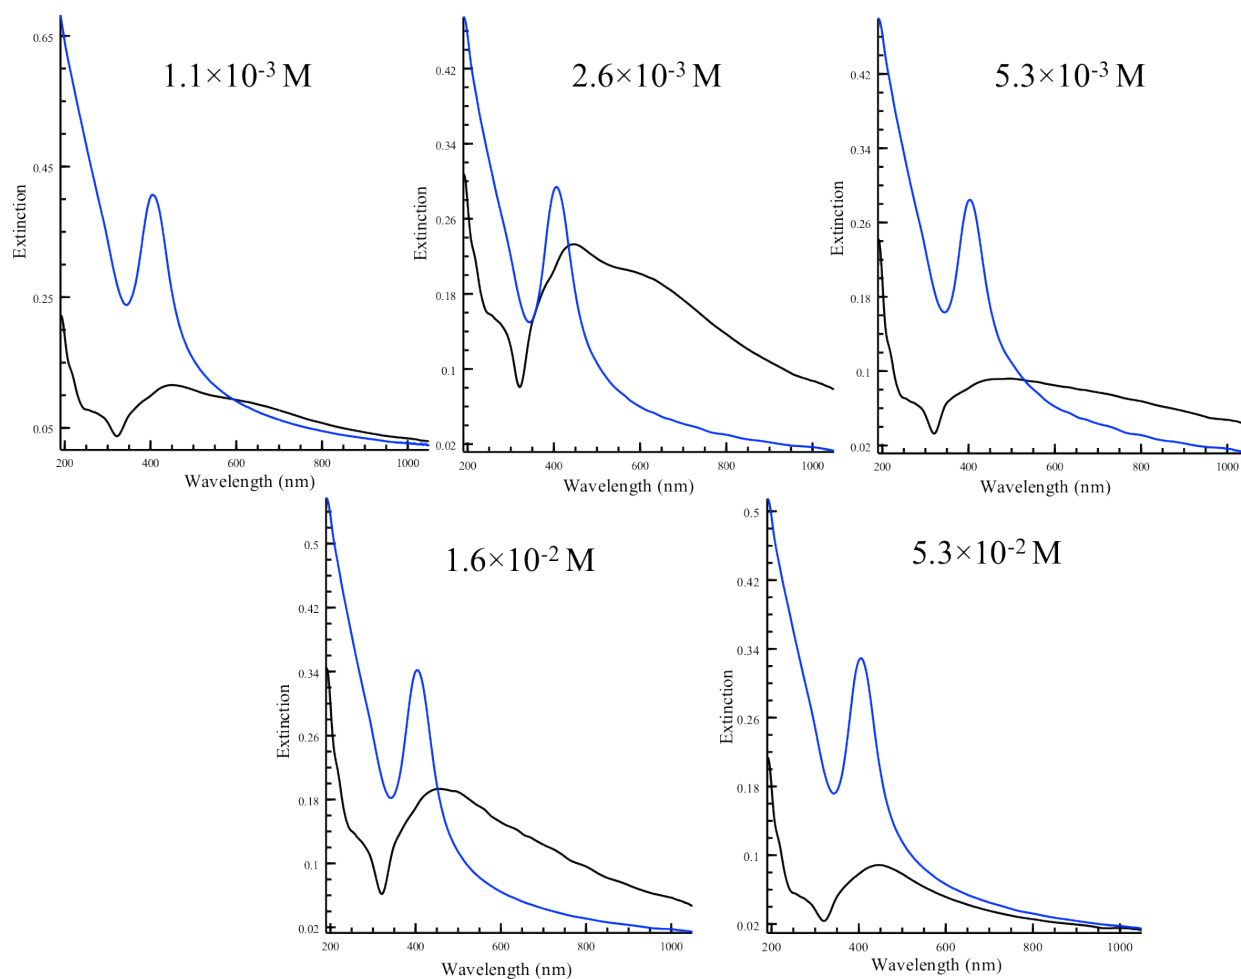 1.1×10⁻³ M
Extinction
0.65
0.45
0.25
0.05
200 400 600 800 1000
Wavelength (nm)
2.6×10⁻³ M
Extinction
0.42
0.34
0.26
0.18
0.1
0.02
200 400 600 800 1000
Wavelength (nm)
5.3×10⁻³ M
Extinction
0.42
0.34
0.26
0.18
0.1
0.02
200 400 600 800 1000
Wavelength (nm)
1.6×10⁻² M
Extinction
0.5
0.42
0.34
0.26
0.18
0.1
0.02
200 400 600 800 1000
Wavelength (nm)
5.3×10⁻² M
Extinction
0.5
0.42
0.34
0.26
0.18
0.1
0.02
200 400 600 800 1000
Wavelength (nm)